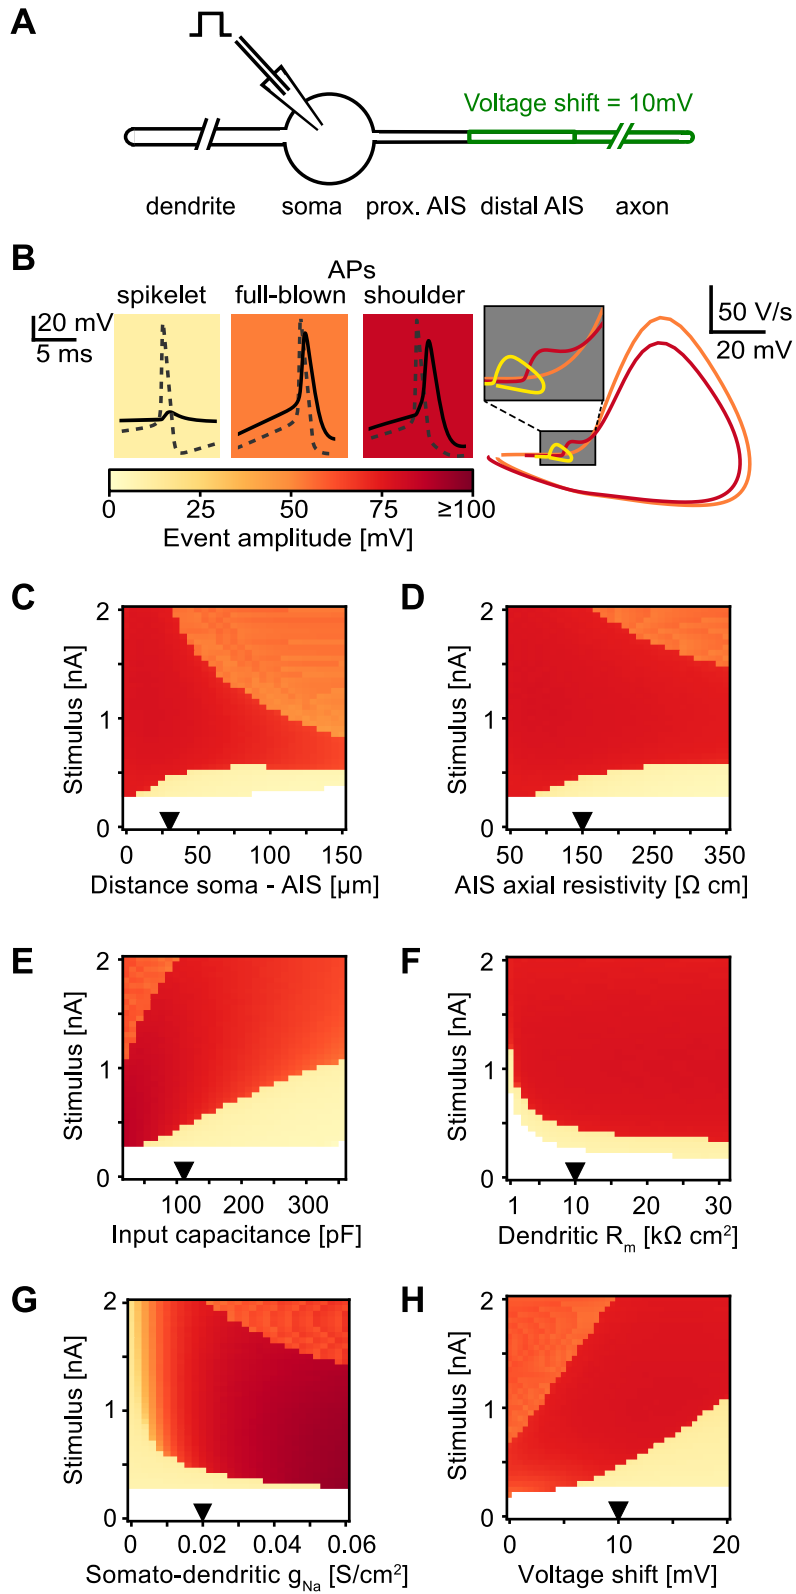 A
Voltage shift = 10mV
dendrite soma prox. AIS distal AIS axon
B
APs
spikelet full-blown shoulder
20 mV
5 ms
50 V/s
20 mV
0 25 50 75 ≥100
Event amplitude [mV]
C
2
1
0
Stimulus [nA]
0 50 100 150
Distance soma - AIS [µm]
D
2
1
0
Stimulus [nA]
50 150 250 350
AIS axial resistivity [Ω cm]
E
2
1
0
Stimulus [nA]
100 200 300
Input capacitance [pF]
F
2
1
0
Stimulus [nA]
1 10 20 30
Dendritic Rm [kΩ cm²]
G
2
1
0
Stimulus [nA]
0 0.02 0.04 0.06
Somato-dendritic gNa [S/cm²]
H
2
1
0
Stimulus [nA]
0 10 20
Voltage shift [mV]